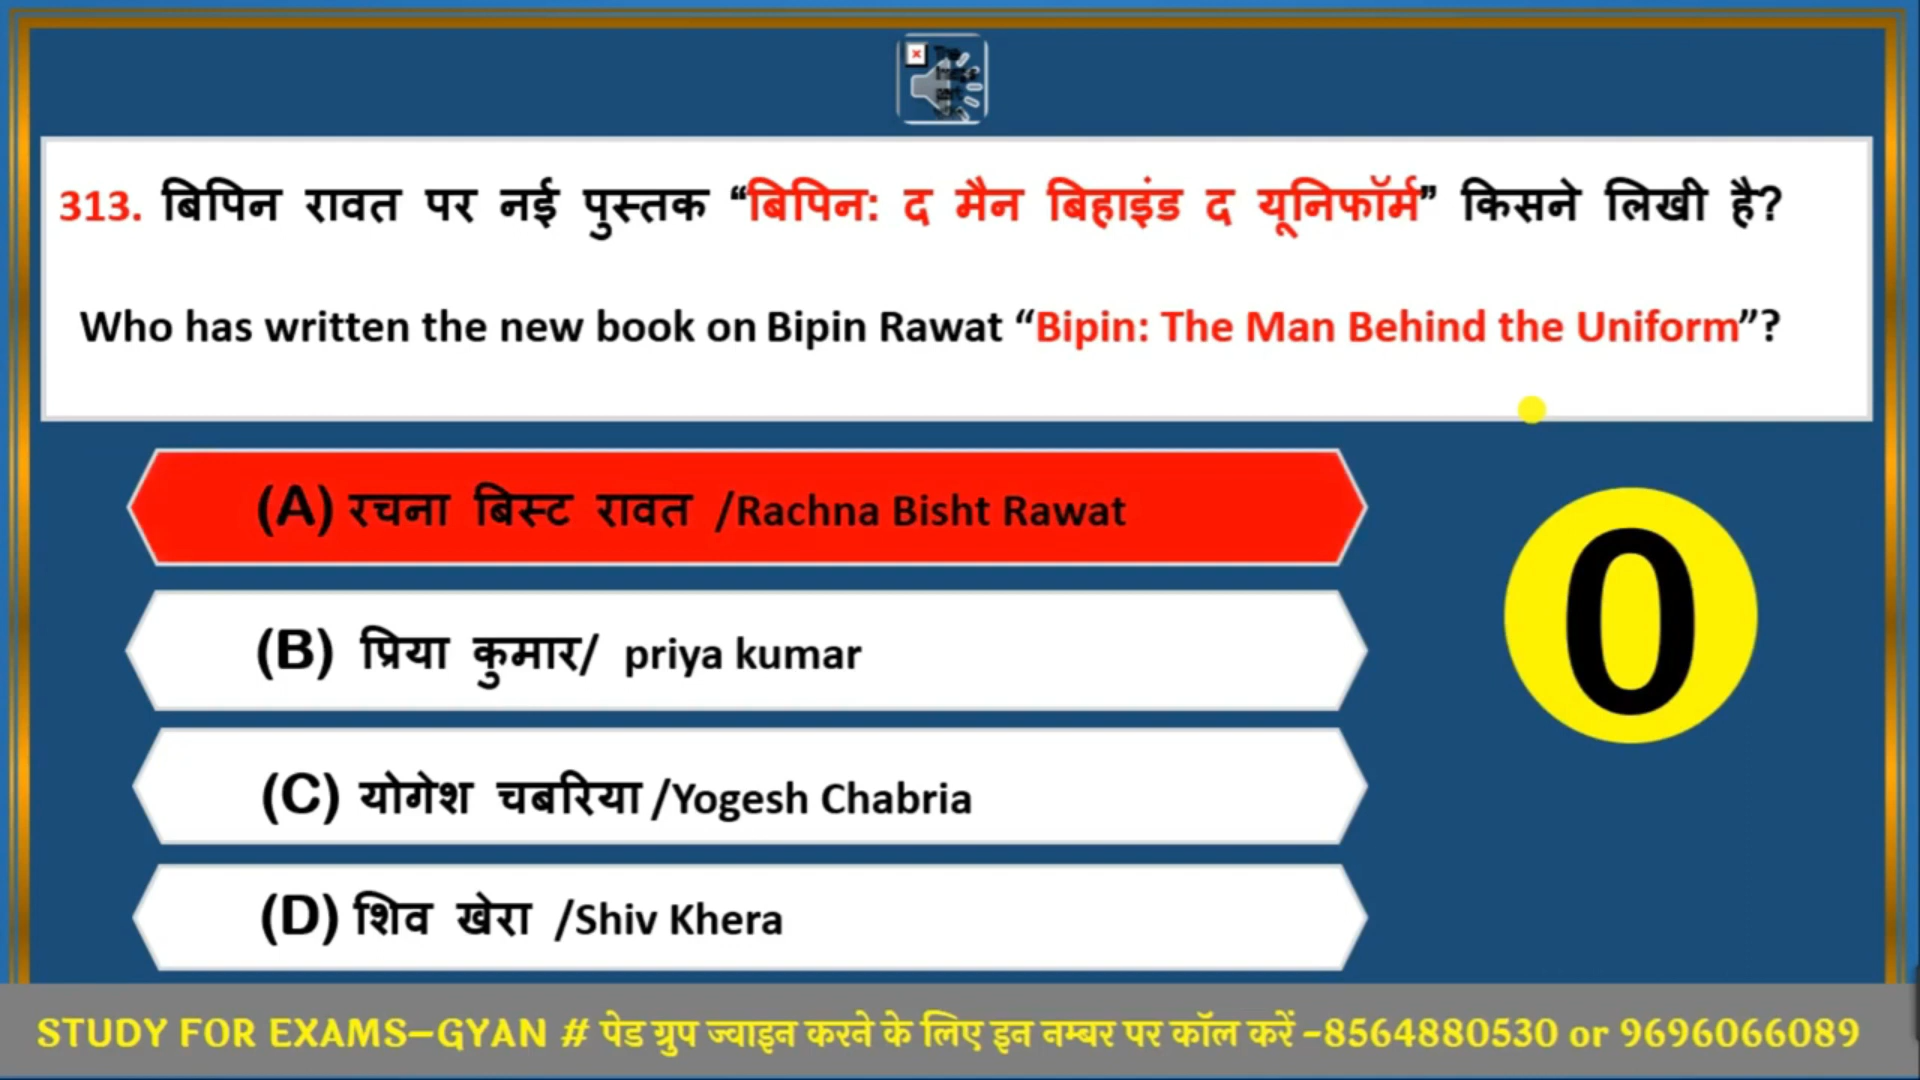 313. बिपिन रावत पर नई पुस्तक “बिपिन: द मैन बिहाइंड द यूनिफॉर्म” किसने लिखी है?
Who has written the new book on Bipin Rawat “Bipin: The Man Behind the Uniform”?
(A) रचना बिस्ट रावत /Rachna Bisht Rawat
(B) प्रिया कुमार/ priya kumar
0
(C) योगेश चबरिया /Yogesh Chabria
(D) शिव खेरा /Shiv Khera
STUDY FOR EXAMS–GYAN # पेड ग्रुप ज्वाइन करने के लिए इन नम्बर पर कॉल करें -8564880530 or 9696066089